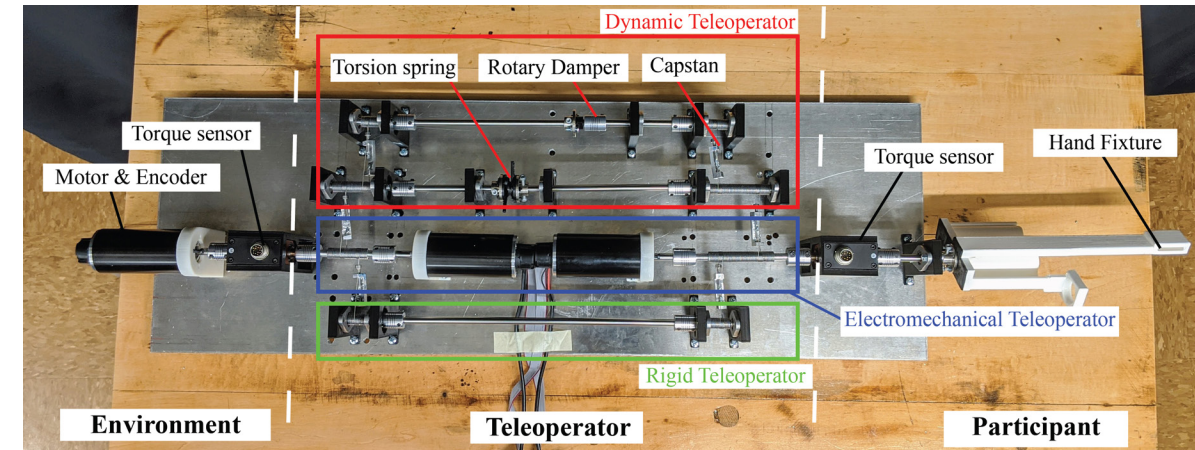 Dynamic Teleoperator
Torsion spring
Rotary Damper
Capstan
Torque sensor
Motor & Encoder
Torque sensor
Hand Fixture
Electromechanical Teleoperator
Rigid Teleoperator
Environment
Teleoperator
Participant